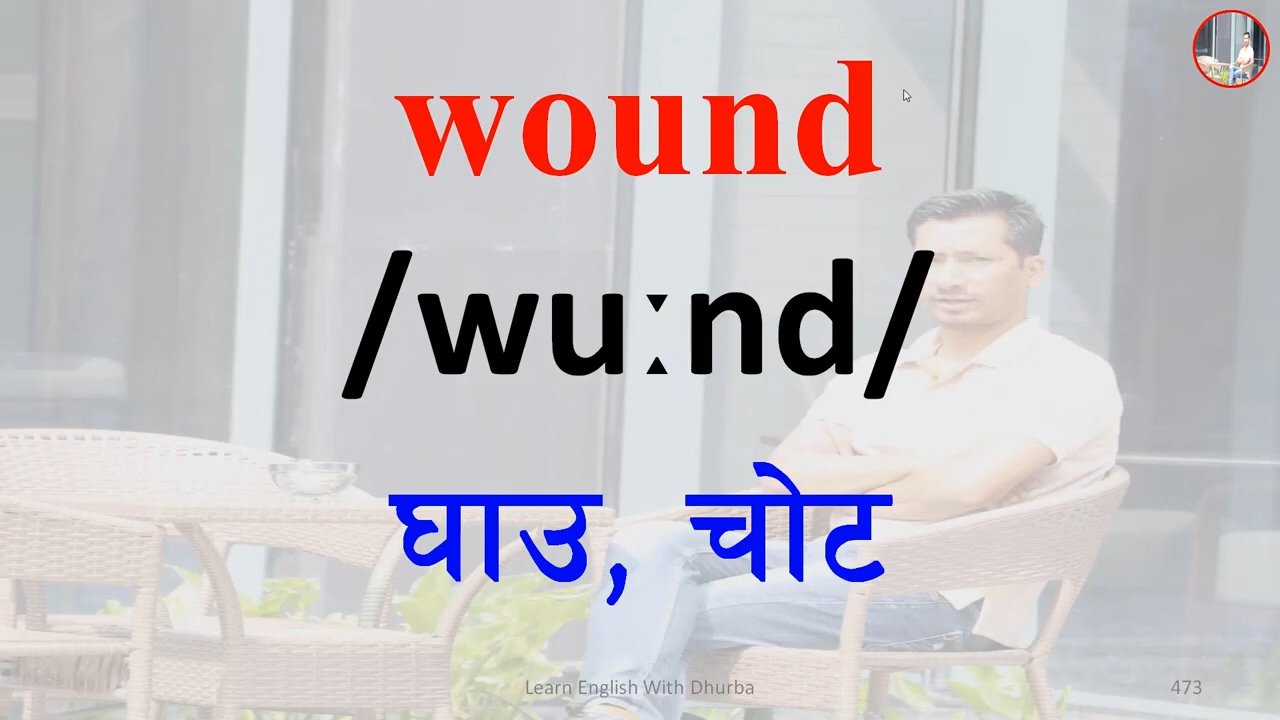 wound
/wuːnd/
घाउ, चोट
Learn English With Dhurba
473